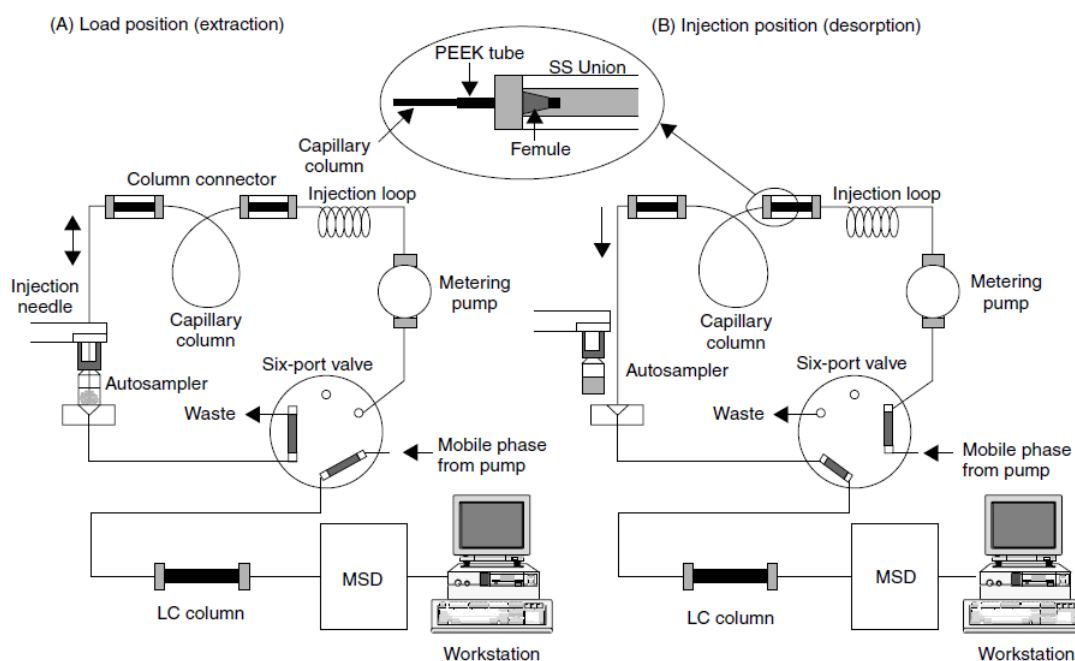 (A) Load position (extraction)
(B) Injection position (desorption)
PEEK tube
SS Union
Capillary
column
Femule
Column connector
Injection loop
Injection
needle
Capillary
column
Metering
pump
Autosampler
Six-port valve
Waste
Mobile phase
from pump
MSD
LC column
Workstation
Injection loop
Capillary
column
Metering
pump
Autosampler
Six-port valve
Waste
Mobile phase
from pump
MSD
LC column
Workstation